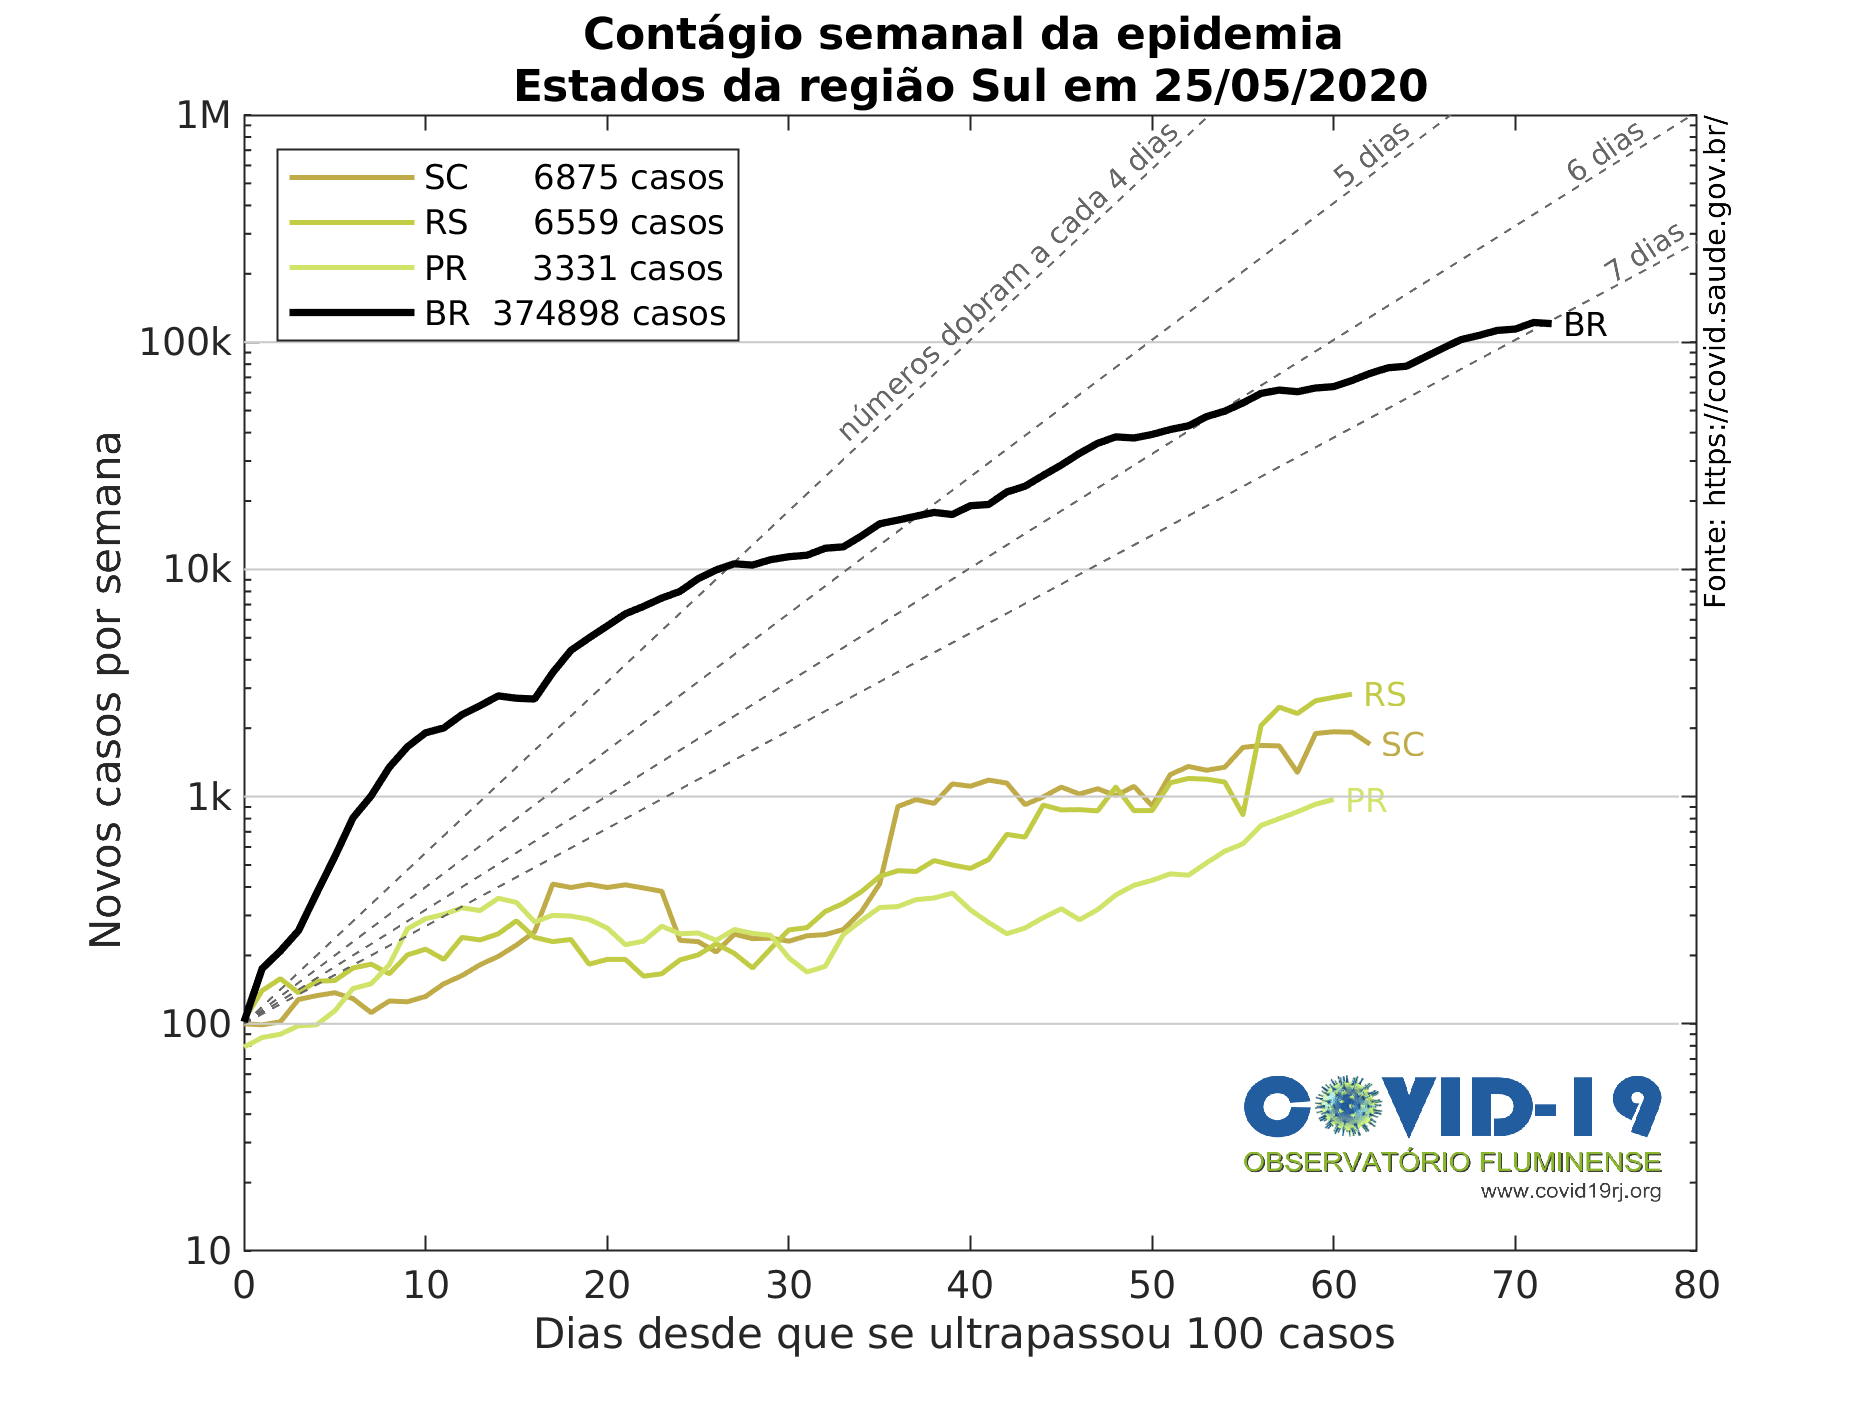 Contágio semanal da epidemia
Estados da região Sul em 25/05/2020
1M
100k
10k
1k
100
10
Novos casos por semana
SC 6875 casos
RS 6559 casos
PR 3331 casos
BR 374898 casos
números dobram a cada 4 dias
5 dias
6 dias
7 dias
BR
RS
SC
PR
Fonte: https://covid.saude.gov.br/
COVID-19
OBSERVATÓRIO FLUMINENSE
www.covid19rj.org
0 10 20 30 40 50 60 70 80
Dias desde que se ultrapassou 100 casos